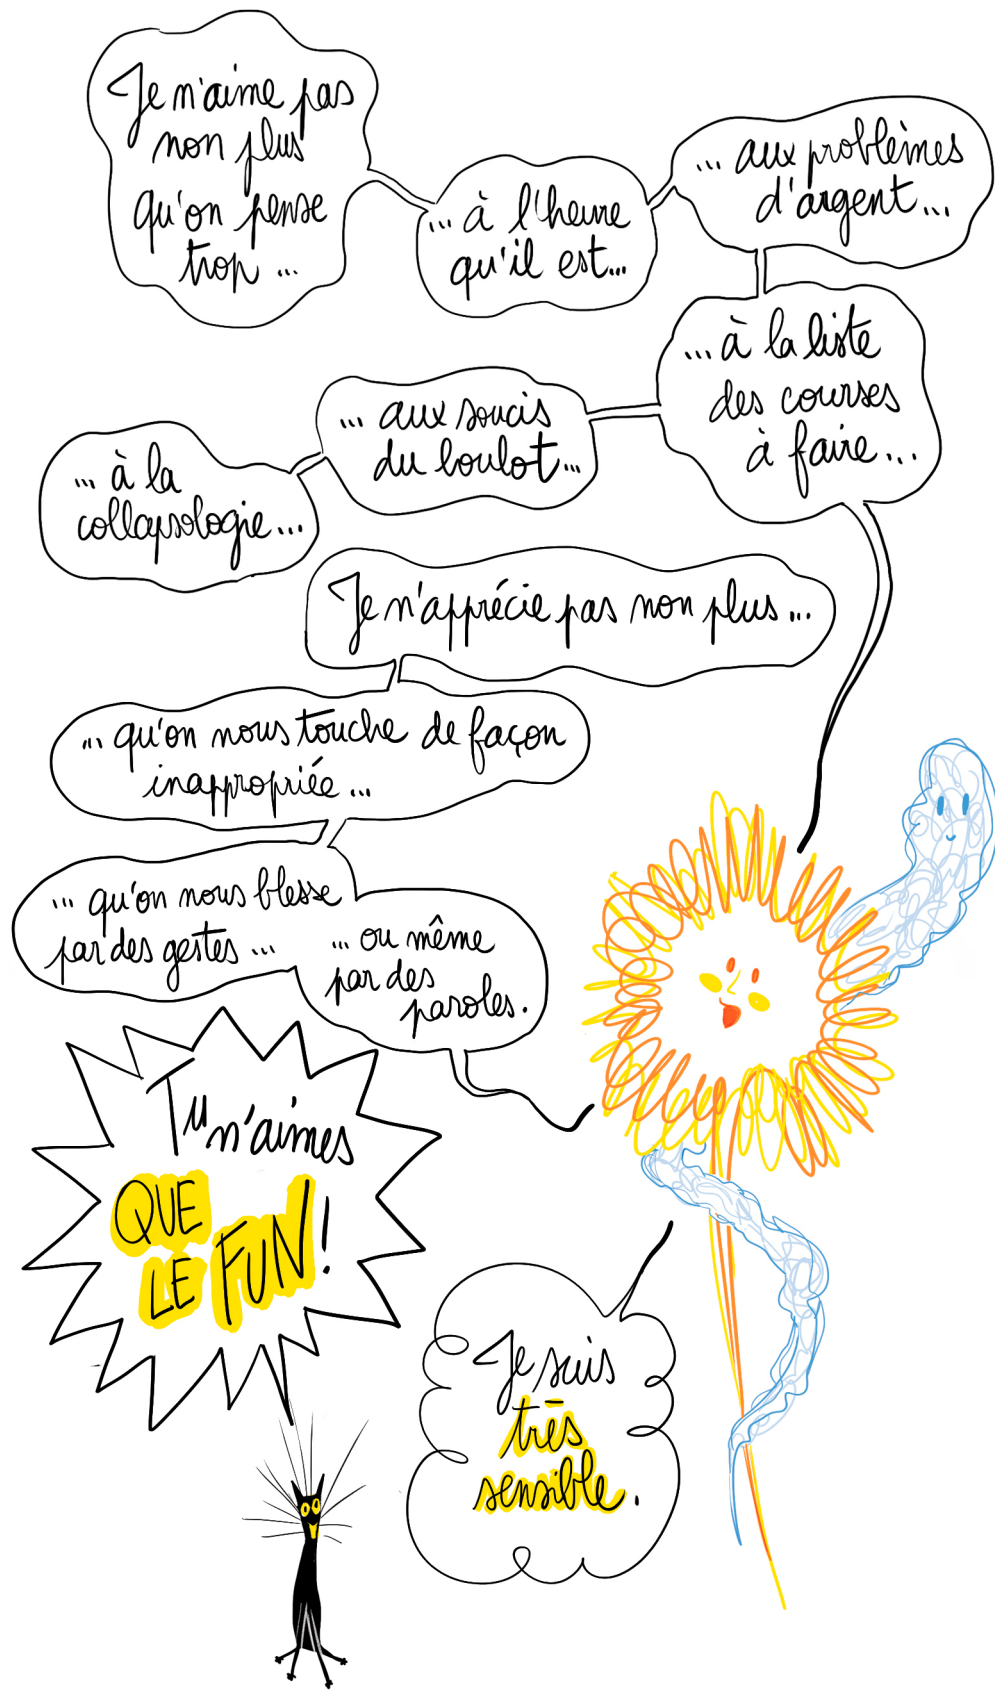 Je n'aime pas
non plus
qu'on pense
trop ...
... à l'heure
qu'il est...
... aux problèmes
d'argent...
... à la liste
des courses
à faire...
... aux soucis
du boulot...
... à la
collapsologie...
Je n'apprécie pas non plus...
... qu'on nous touche de façon
inappropriée...
... qu'on nous blesse
par des gestes ...
... ou même
par des
paroles.
Tu n'aimes
QUE
LE FUN!
Je suis
très
sensible.